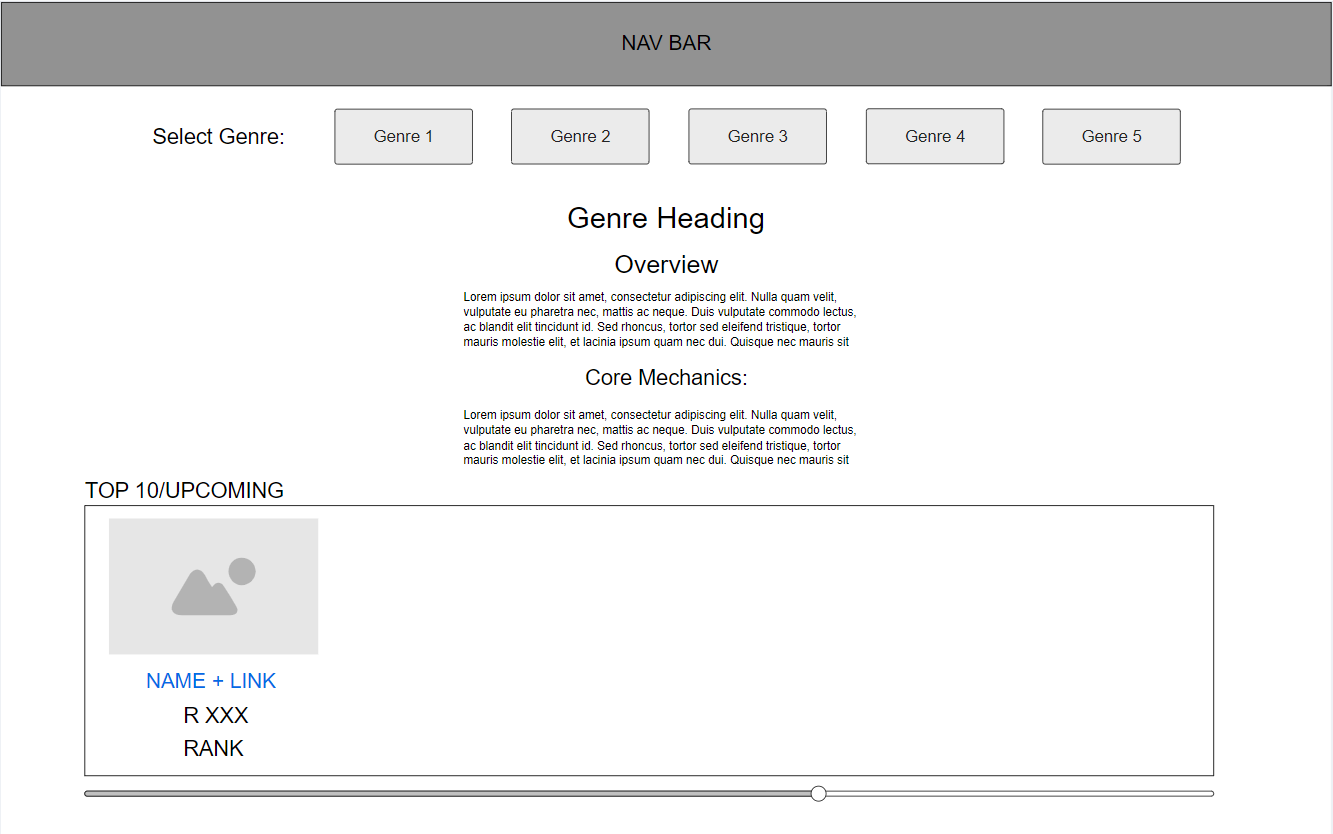 NAV BAR
Select Genre:
Genre 1
Genre 2
Genre 3
Genre 4
Genre 5
Genre Heading
Overview
Lorem ipsum dolor sit amet, consectetur adipiscing elit. Nulla quam velit,
vulputate eu pharetra nec, mattis ac neque. Duis vulputate commodo lectus,
ac blandit elit tincidunt id. Sed rhoncus, tortor sed eleifend tristique, tortor
mauris molestie elit, et lacinia ipsum quam nec dui. Quisque nec mauris sit
Core Mechanics:
Lorem ipsum dolor sit amet, consectetur adipiscing elit. Nulla quam velit,
vulputate eu pharetra nec, mattis ac neque. Duis vulputate commodo lectus,
ac blandit elit tincidunt id. Sed rhoncus, tortor sed eleifend tristique, tortor
mauris molestie elit, et lacinia ipsum quam nec dui. Quisque nec mauris sit
TOP 10/UPCOMING
NAME + LINK
R XXX
RANK